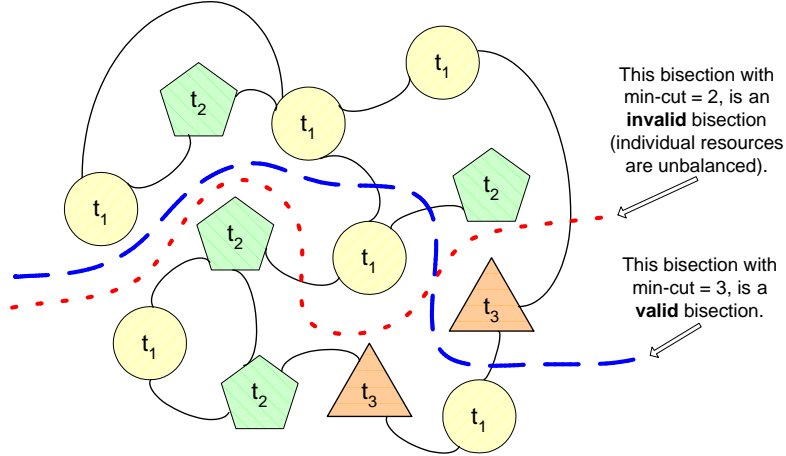 t1
t1
t2
t1
This bisection with
min-cut = 2, is an
invalid bisection
(individual resources
are unbalanced).
t2
t1
t2
t1
This bisection with
min-cut = 3, is a
valid bisection.
t3
t1
t2
t3
t1